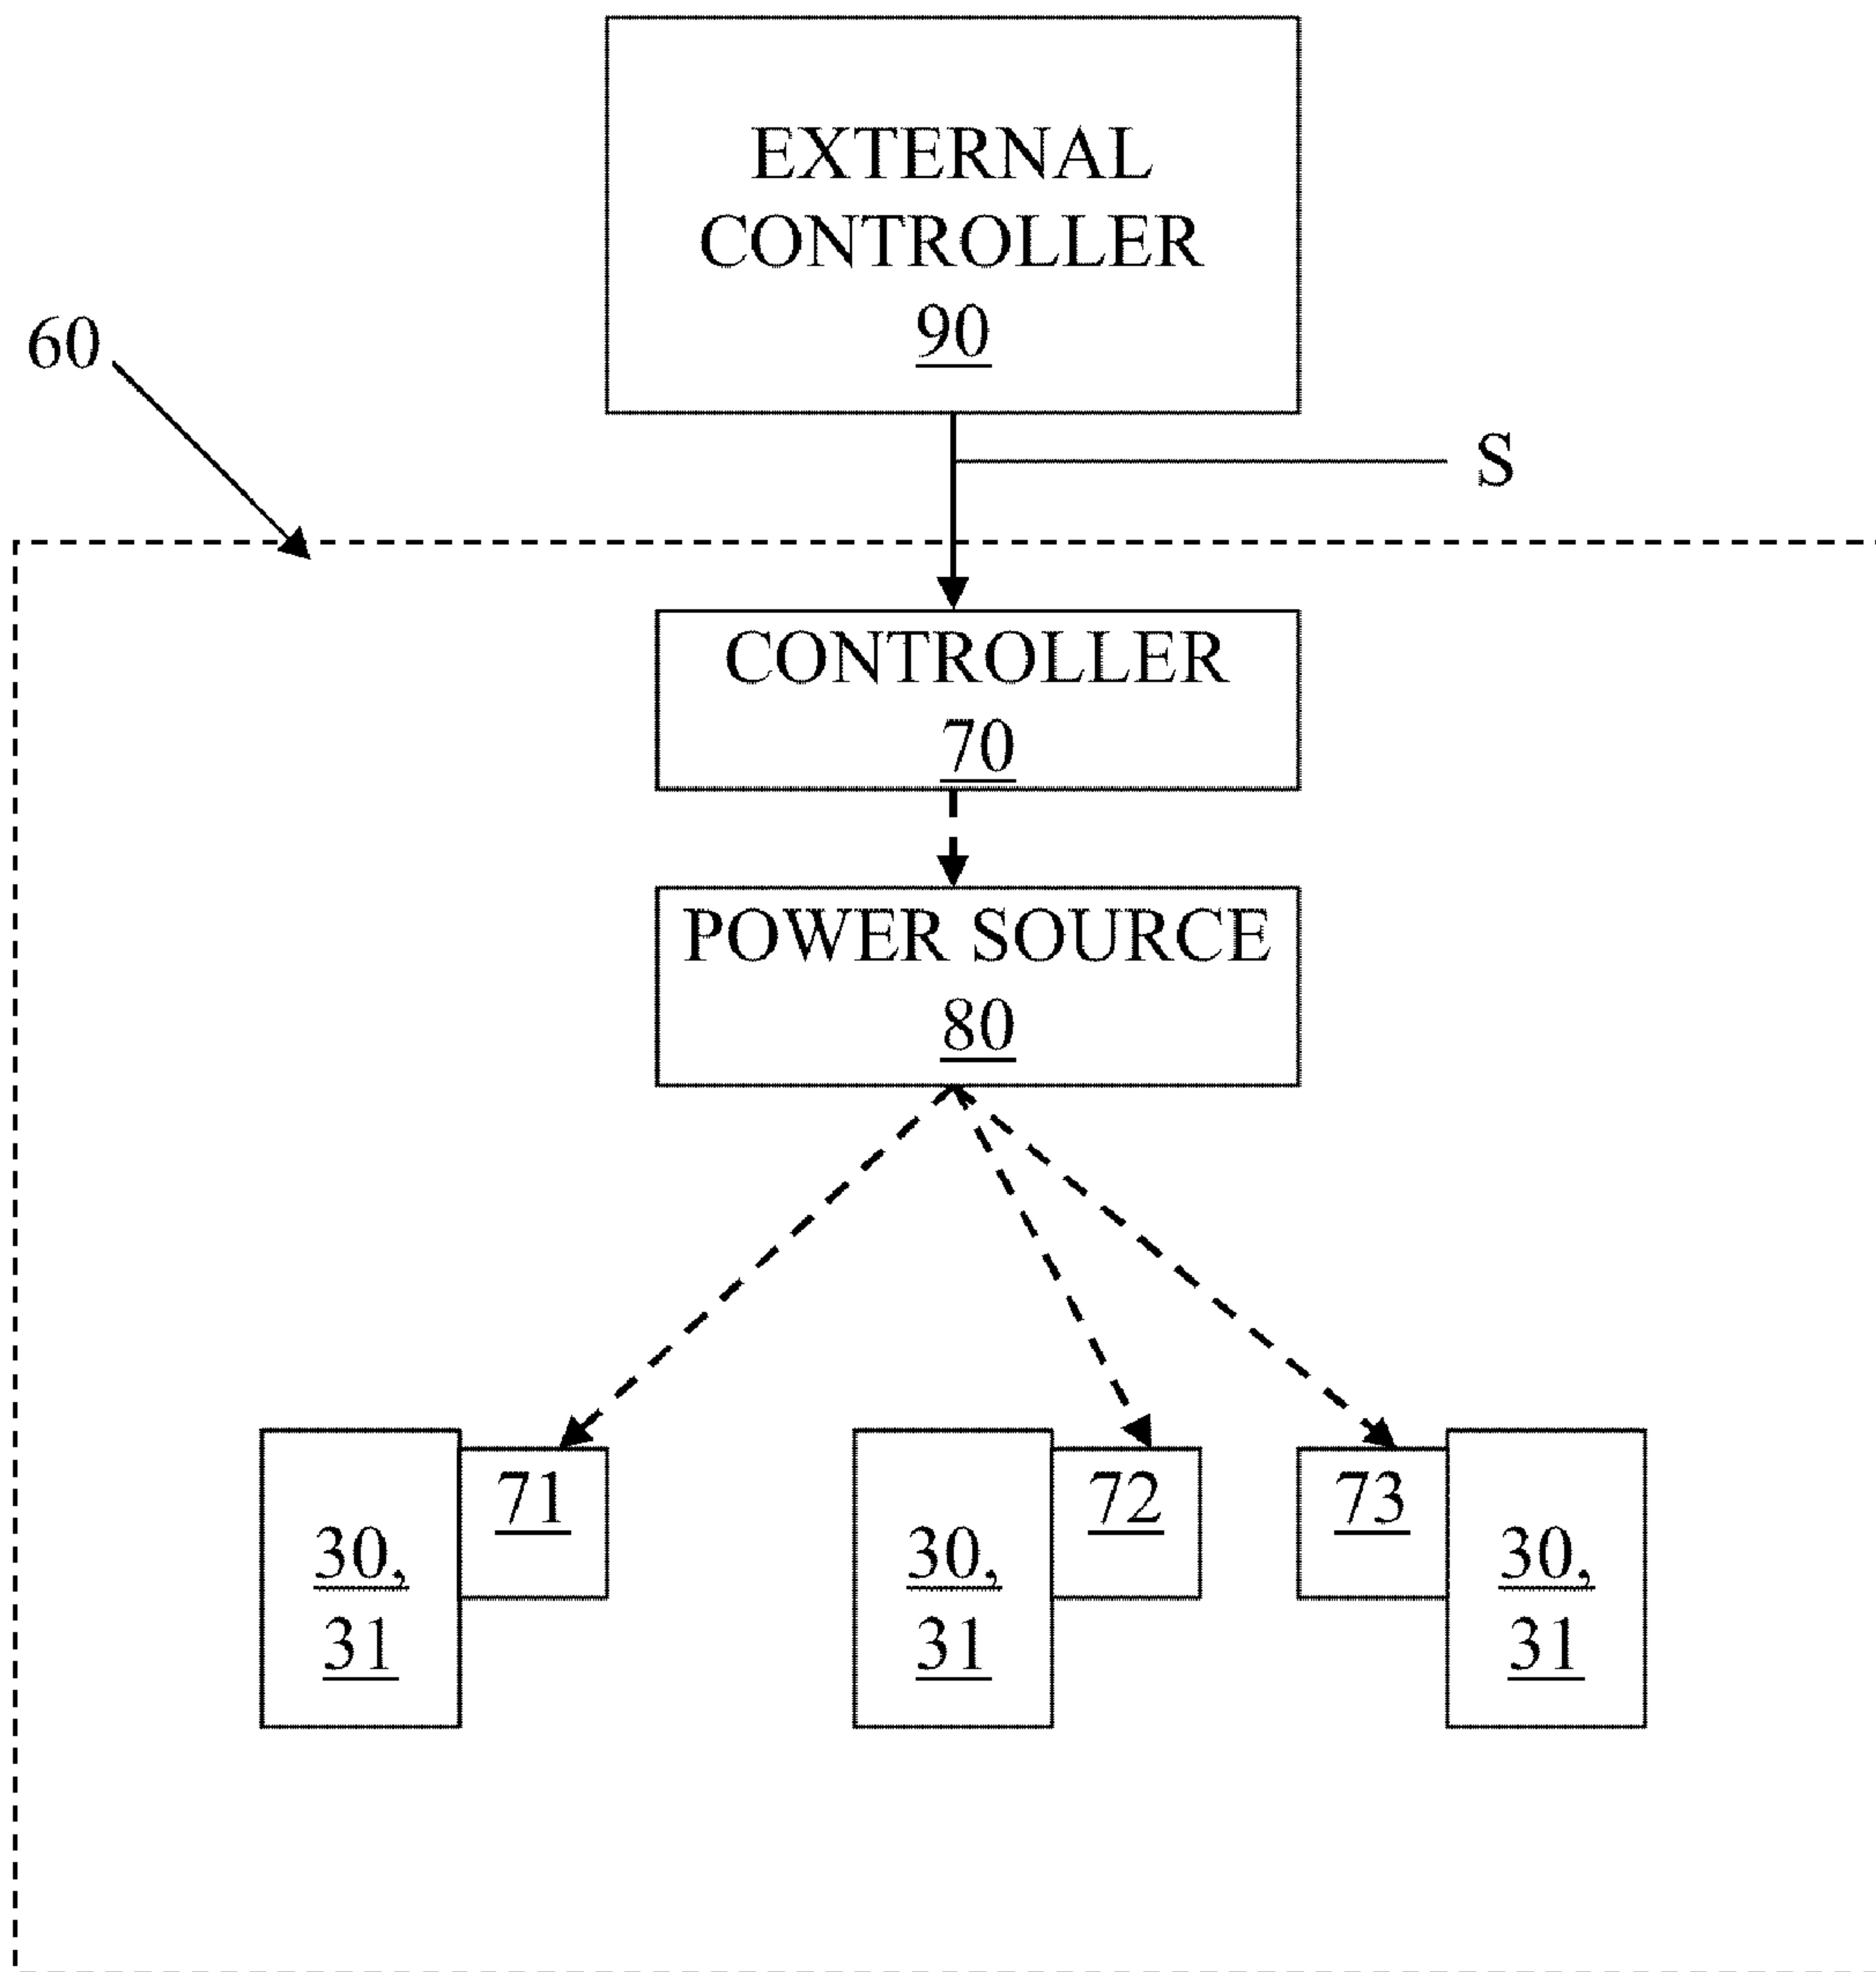 EXTERNAL
CONTROLLER
90
60
S
CONTROLLER
70
POWER SOURCE
80
71
72
73
30,
31
30,
31
30,
31